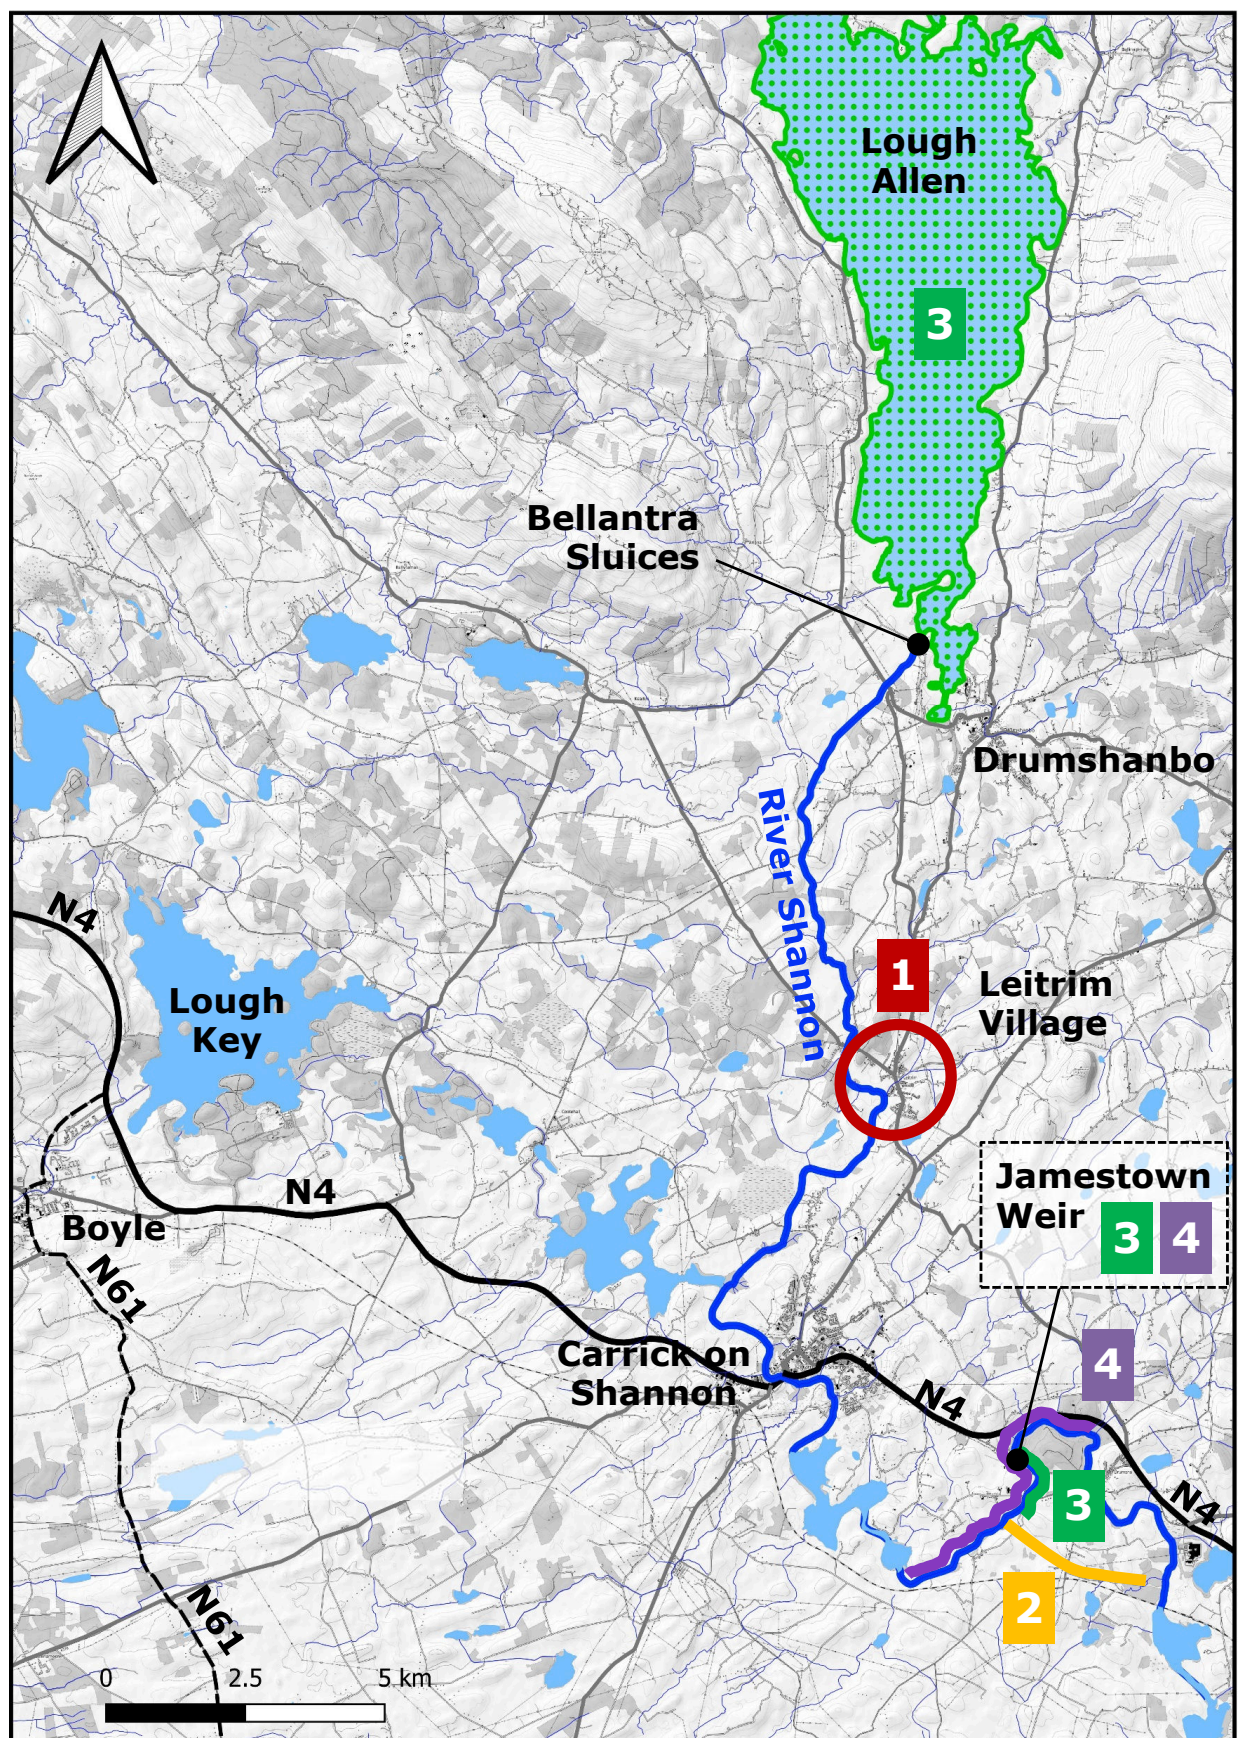 Lough
Allen
3
Bellantra
Sluices
Drumshanbo
River Shannon
N4
1
Leitrim
Village
Lough
Key
Jamestown
Weir
3
4
N4
Boyle
N61
Carrick on
Shannon
4
N4
3
N4
2
N61
0 2.5 5 km